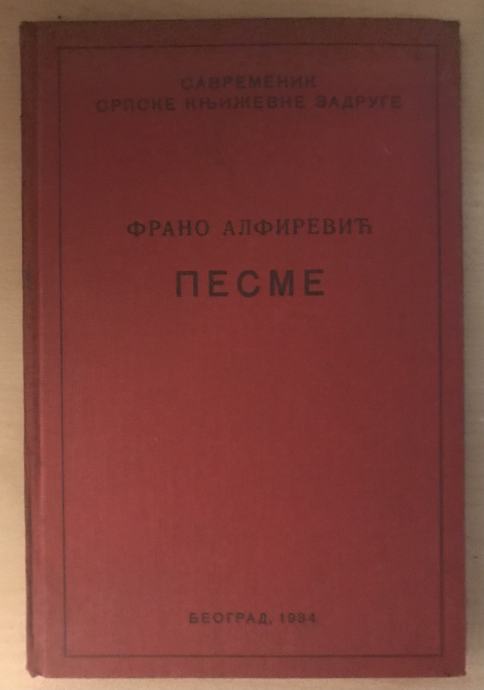 САВРЕМЕНИК
СРПСКЕ КЊИЖЕВНЕ ЗАДРУГЕ
ФРАНО АЛФИРЕВИЋ
ПЕСМЕ
БЕОГРАД, 1934